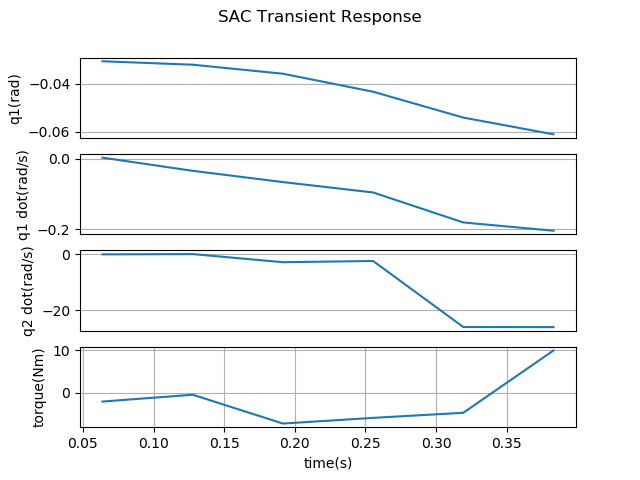 SAC Transient Response
q1(rad)
−0.04
−0.06
q1 dot(rad/s)
0.0
−0.2
q2 dot(rad/s)
0
−20
torque(Nm)
10
0
0.05 0.10 0.15 0.20 0.25 0.30 0.35
time(s)